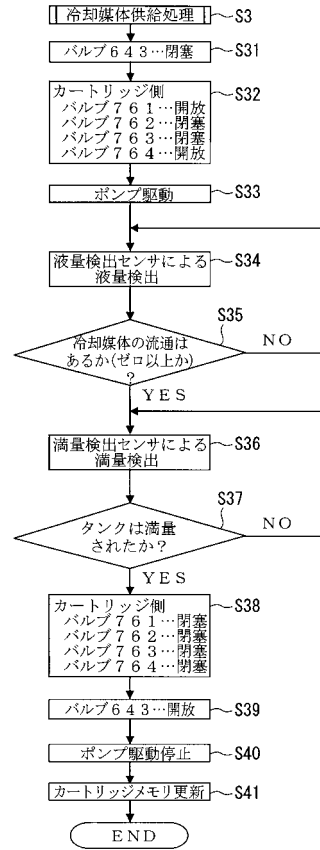 冷却媒体供給処理
S3
バルブ643…閉塞
S31
カートリッジ側
バルブ761…開放
バルブ762…閉塞
バルブ763…閉塞
バルブ764…開放
S32
ポンプ駆動
S33
液量検出センサによる
液量検出
S34
冷却媒体の流通は
あるか(ゼロ以上か)
?
S35
NO
YES
満量検出センサによる
満量検出
S36
タンクは満量
されたか?
S37
NO
YES
カートリッジ側
バルブ761…閉塞
バルブ762…閉塞
バルブ763…閉塞
バルブ764…閉塞
S38
バルブ643…開放
S39
ポンプ駆動停止
S40
カートリッジメモリ更新
S41
END